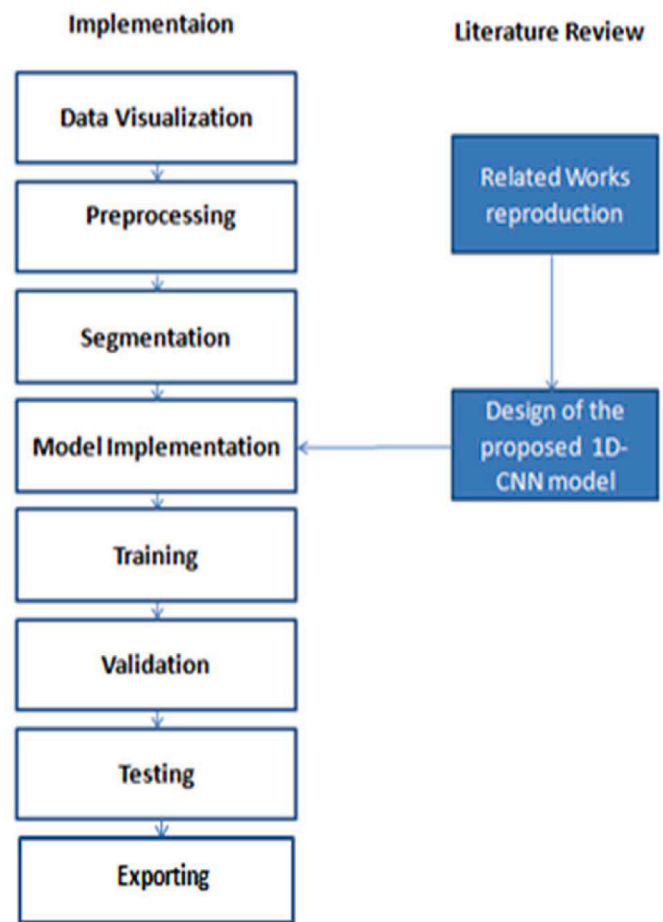 Implementaion
Literature Review
Data Visualization
Preprocessing
Segmentation
Model Implementation
Training
Validation
Testing
Exporting
Related Works
reproduction
Design of the
proposed 1D-
CNN model